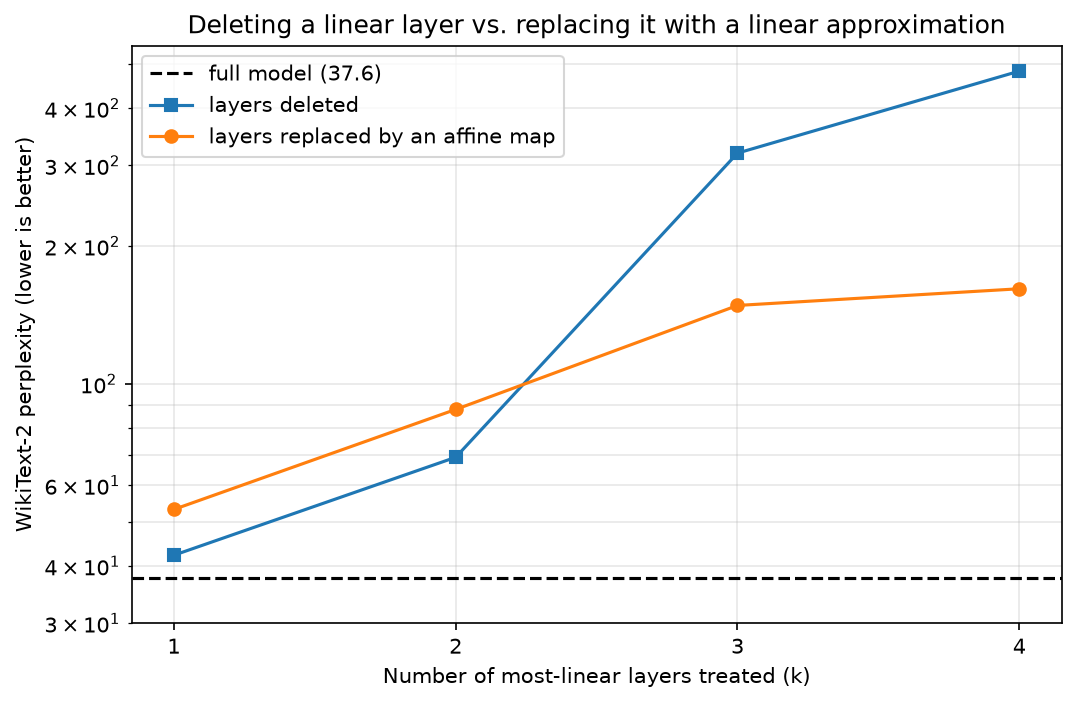 Deleting a linear layer vs. replacing it with a linear approximation
full model (37.6)
layers deleted
layers replaced by an affine map
WikiText-2 perplexity (lower is better)
4 × 10²
3 × 10²
2 × 10²
10²
6 × 10¹
4 × 10¹
3 × 10¹
1 2 3 4
Number of most-linear layers treated (k)